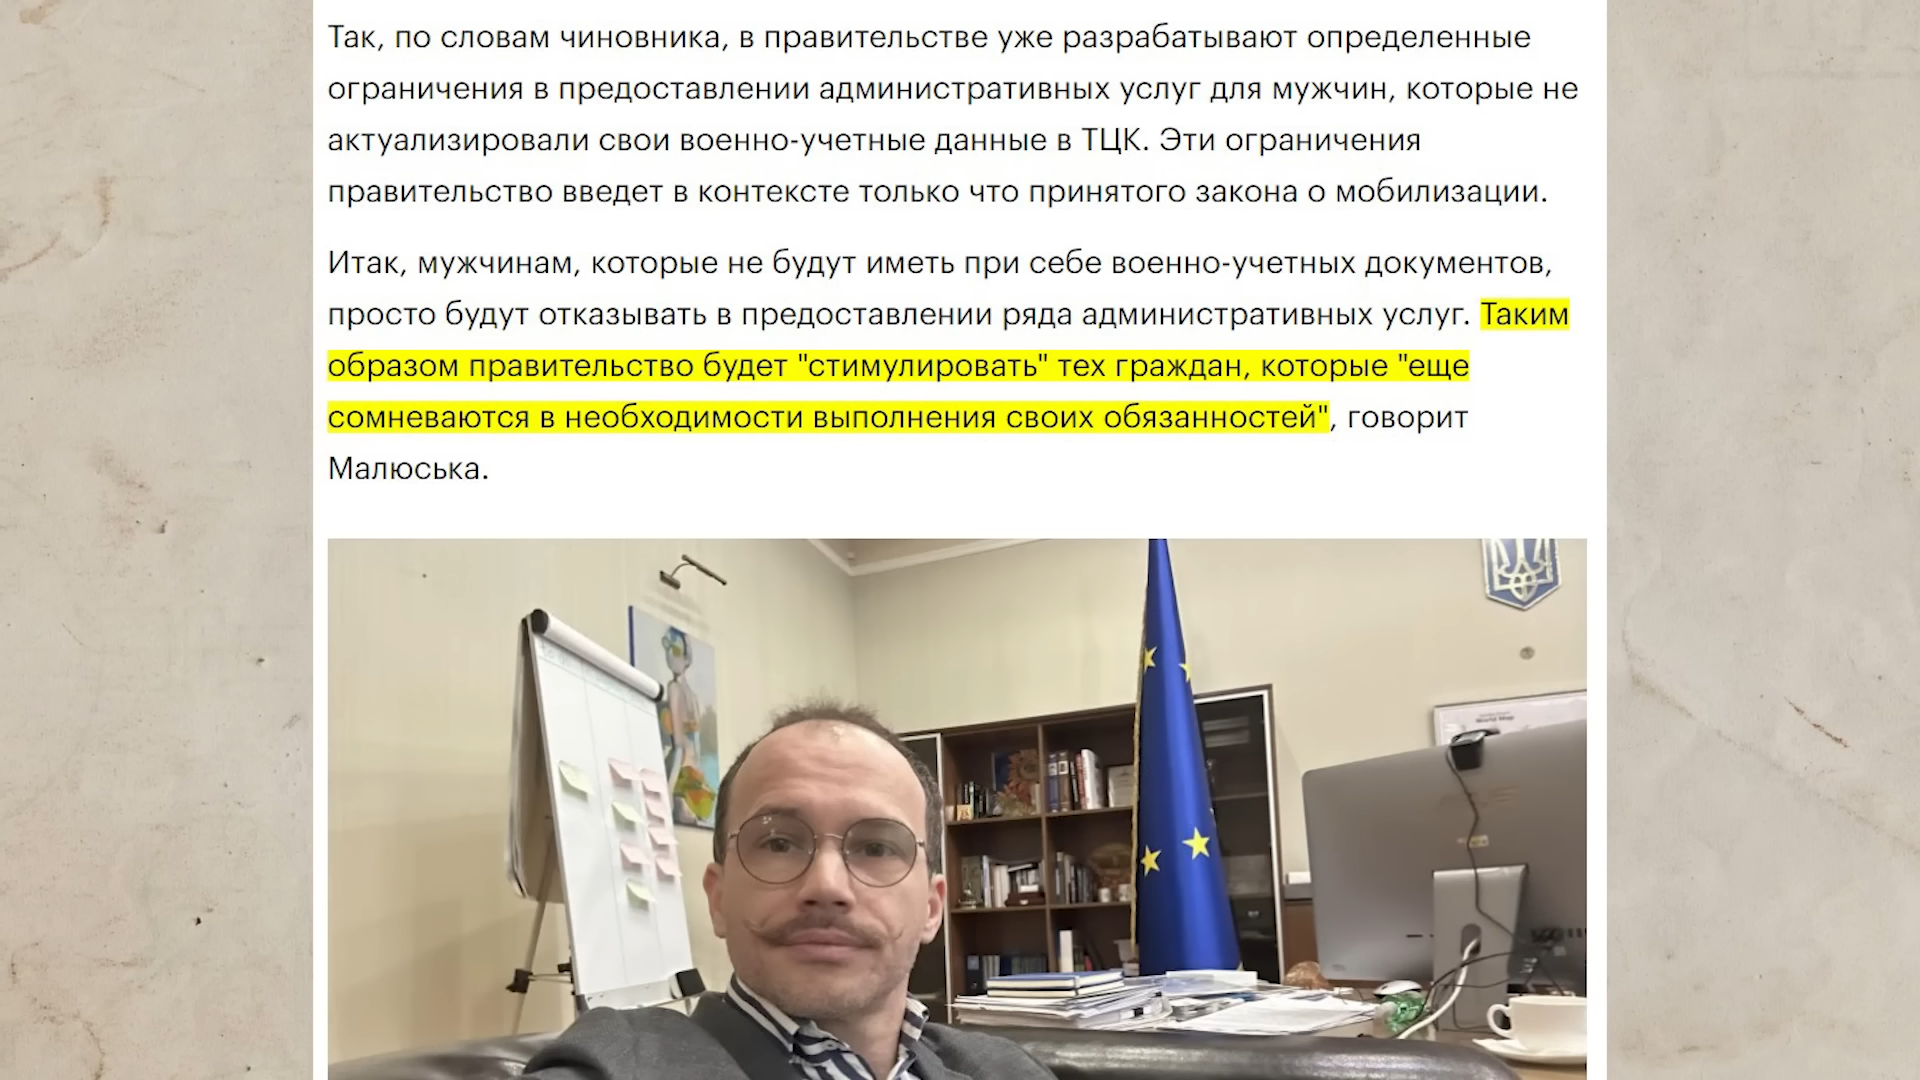 Так, по словам чиновника, в правительстве уже разрабатывают определенные
ограничения в предоставлении административных услуг для мужчин, которые не
актуализировали свои военно-учетные данные в ТЦК. Эти ограничения
правительство введет в контексте только что принятого закона о мобилизации.
Итак, мужчинам, которые не будут иметь при себе военно-учетных документов,
просто будут отказывать в предоставлении ряда административных услуг. Таким
образом правительство будет "стимулировать" тех граждан, которые "еще
сомневаются в необходимости выполнения своих обязанностей", говорит
Малюська.
World Map